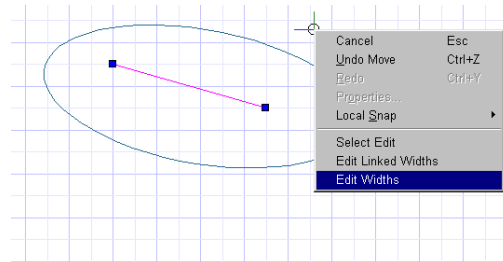 Cancel Esc
Undo Move Ctrl+Z
Redo Ctrl+Y
Properties...
Local Snap
Select Edit
Edit Linked Widths
Edit Widths